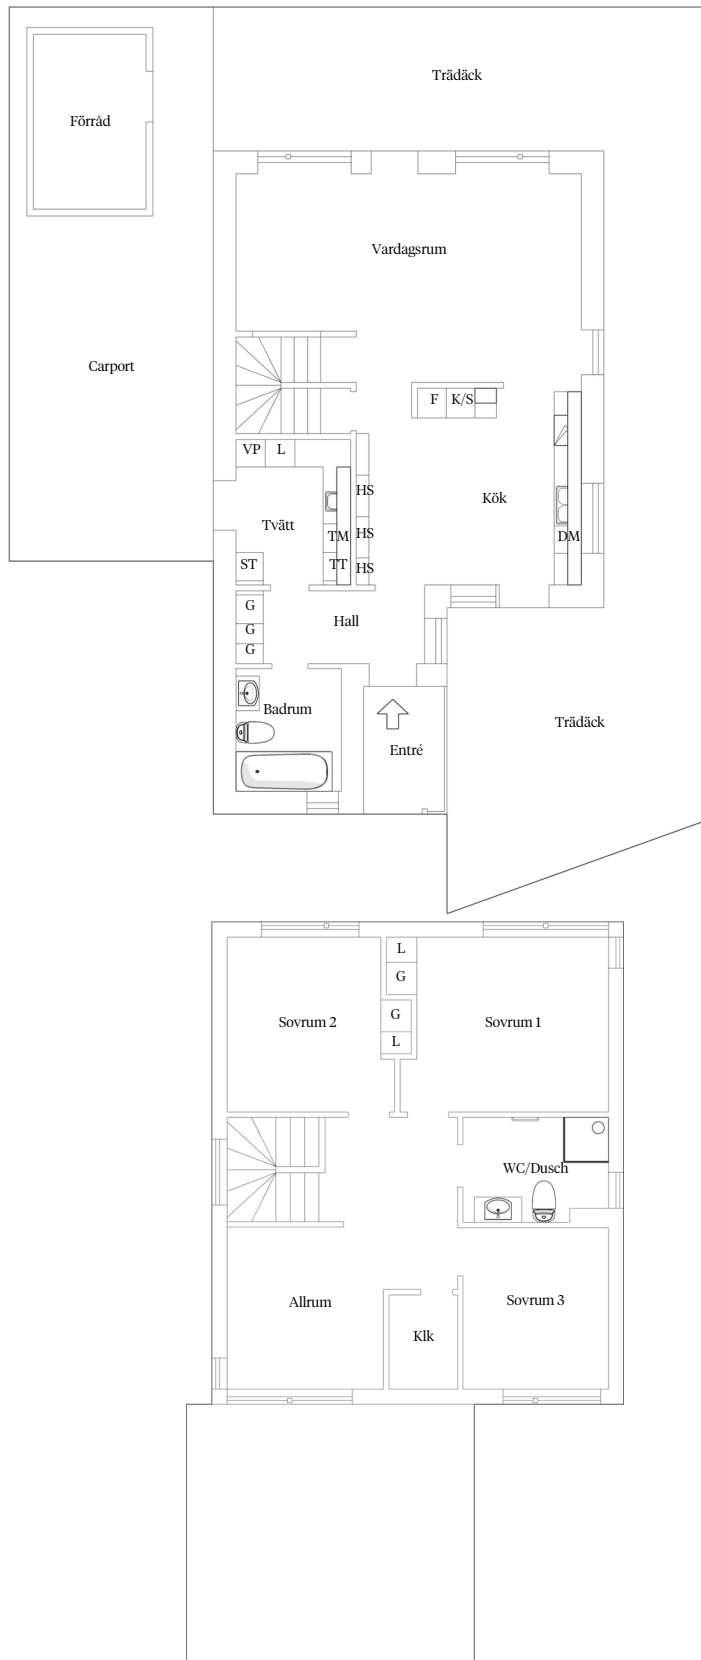 Trädäck
Förråd
Vardagsrum
Carport
F
K/S
VP
L
HS
Kök
Tvätt
TM
HS
DM
ST
TT
HS
G
Hall
G
G
Badrum
Trädäck
Entré
L
G
Sovrum 2
G
Sovrum 1
L
WC/Dusch
Allrum
Sovrum 3
Klk